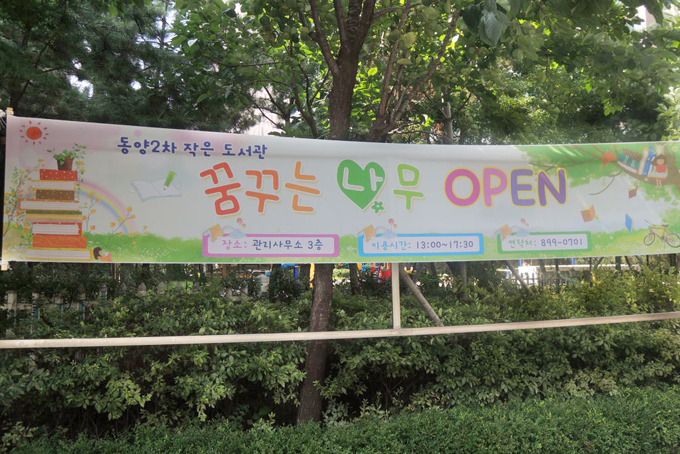 동양2차 작은 도서관
꿈꾸는 나무 OPEN
장소: 관리사무소 3층
이용시간: 13:00~17:30
연락처: 899-0701